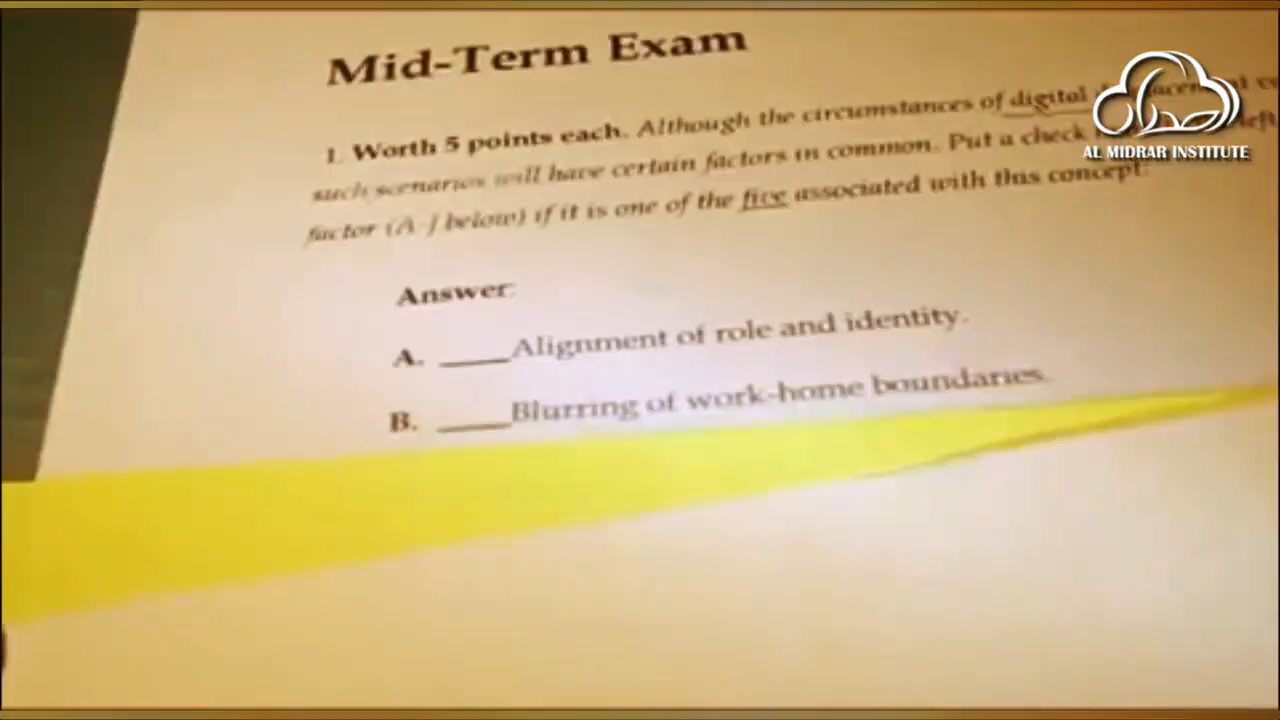 Mid-Term Exam
1. Worth 5 points each. Although the circumstances of digital
such scenarios will have certain factors in common. Put a check left
factor (A-J below) if it is one of the five associated with this concept:
Answer:
A. ____Alignment of role and identity.
B. ____Blurring of work-home boundaries.
AL MIDRAR INSTITUTE